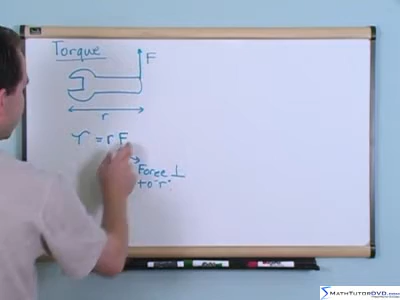 Torque
F
r
τ = r F
Force ⊥
to "r".
MATHTUTORDVD.COM